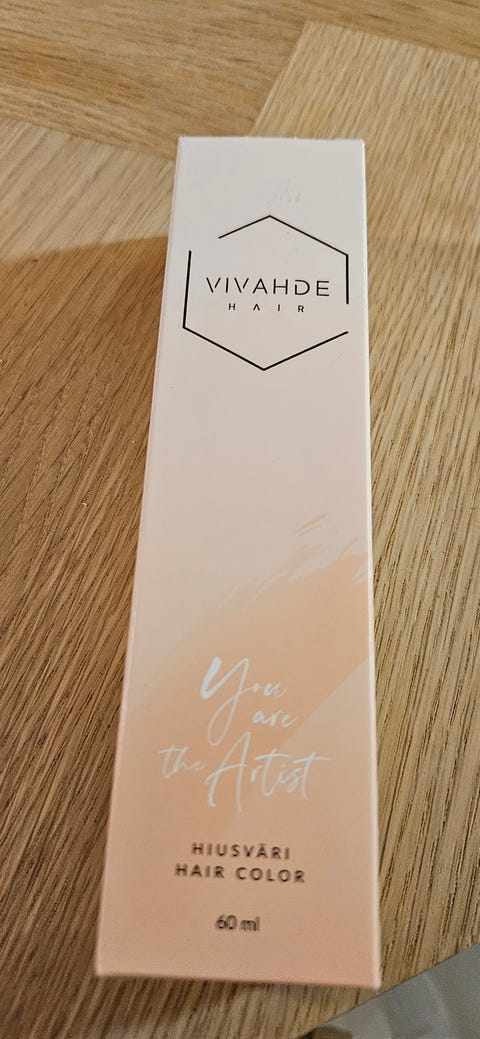 VIVAHDE
HAIR
You
are
the Artist
HIUSVÄRI
HAIR COLOR
60 ml